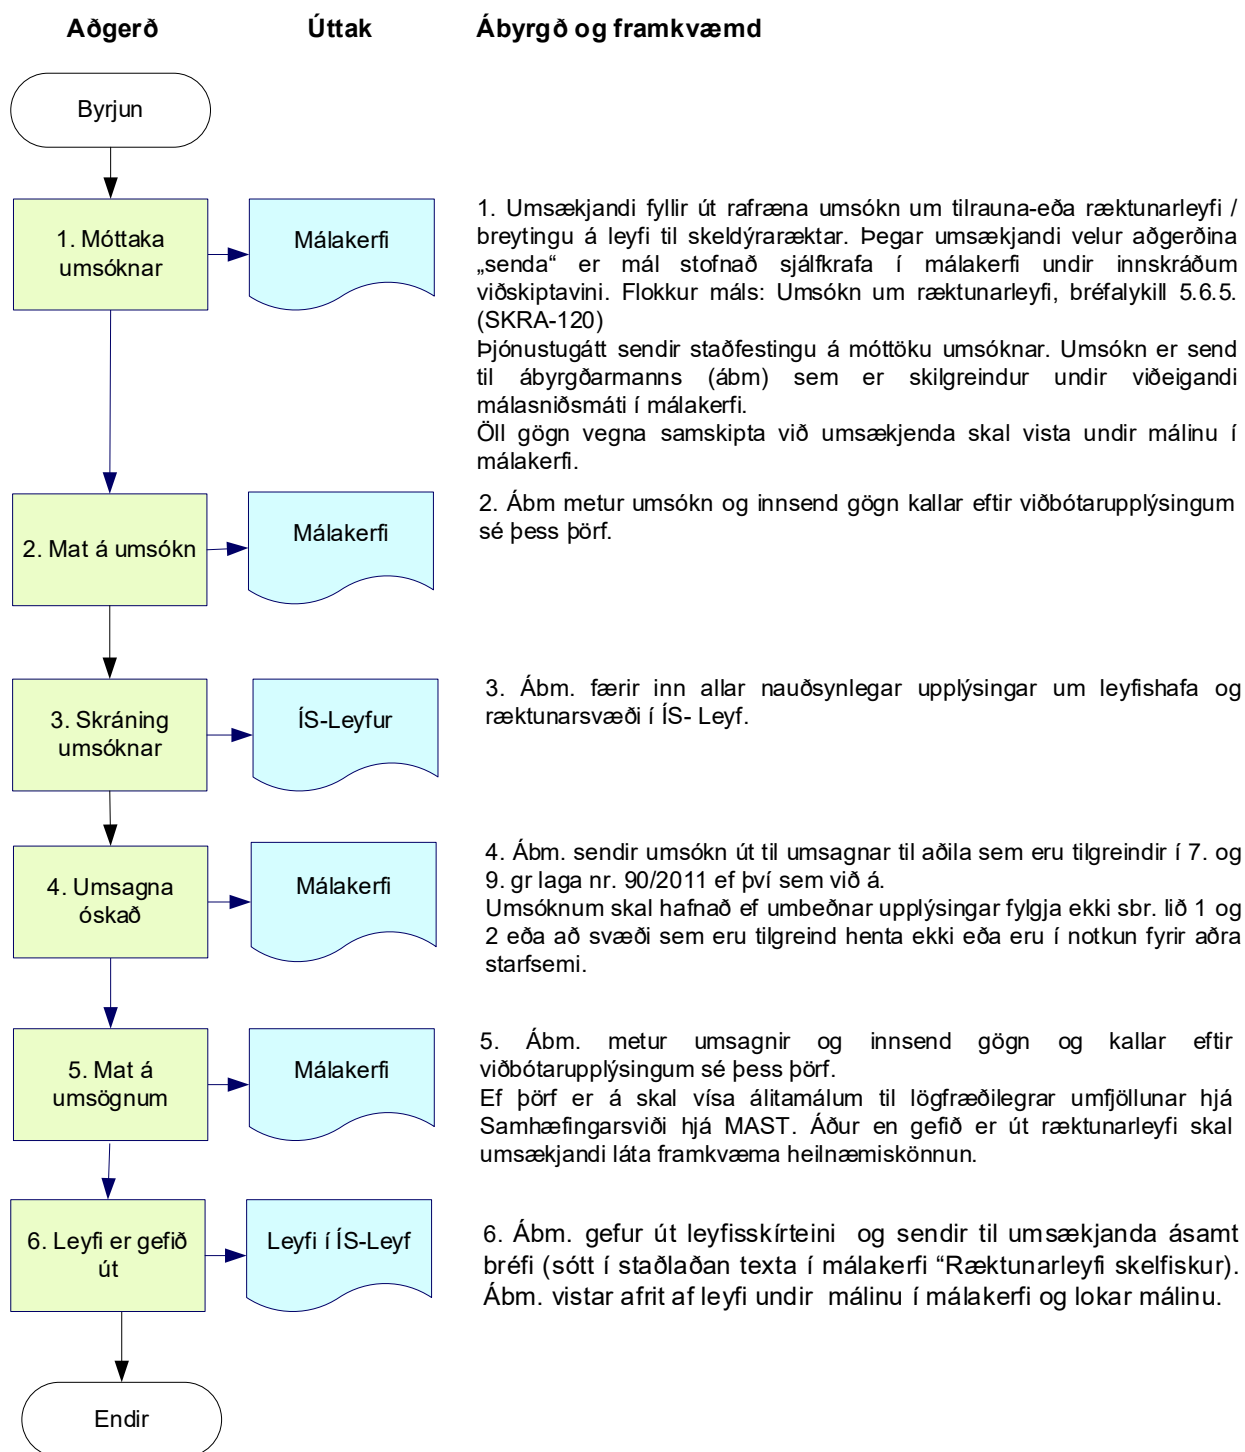 Aðgerð Úttak Ábyrgð og framkvæmd
Byrjun
1. Móttaka
umsóknar
Málakerfi
1. Umsækjandi fyllir út rafræna umsókn um tilrauna-eða ræktunarleyfi /
breytingu á leyfi til skeldýraræktar. Þegar umsækjandi velur aðgerðina
„senda“ er mál stofnað sjálfkrafa í málakerfi undir innskráðum
viðskiptavini. Flokkur máls: Umsókn um ræktunarleyfi, bréfalykill 5.6.5.
(SKRA-120)
Þjónustugátt sendir staðfestingu á móttöku umsóknar. Umsókn er send
til ábyrgðarmanns (ábm) sem er skilgreindur undir viðeigandi
málasniðsmáti í málakerfi.
Öll gögn vegna samskipta við umsækjenda skal vista undir málinu í
málakerfi.
2. Mat á umsókn
Málakerfi
2. Ábm metur umsókn og innsend gögn kallar eftir viðbótarupplýsingum
sé þess þörf.
3. Skráning
umsóknar
ÍS-Leyfur
3. Ábm. færir inn allar nauðsynlegar upplýsingar um leyfishafa og
ræktunarsvæði í ÍS- Leyf.
4. Umsagna
óskað
Málakerfi
4. Ábm. sendir umsókn út til umsagnar til aðila sem eru tilgreindir í 7. og
9. gr laga nr. 90/2011 ef því sem við á.
Umsóknum skal hafnað ef umbeðnar upplýsingar fylgja ekki sbr. lið 1 og
2 eða að svæði sem eru tilgreind henta ekki eða eru í notkun fyrir aðra
starfsemi.
5. Mat á
umsögnum
Málakerfi
5. Ábm. metur umsagnir og innsend gögn og kallar eftir
viðbótarupplýsingum sé þess þörf.
Ef þörf er á skal vísa álitamálum til lögfræðilegrar umfjöllunar hjá
Samhæfingarsviði hjá MAST. Áður en gefið er út ræktunarleyfi skal
umsækjandi láta framkvæma heilnæmiskönnun.
6. Leyfi er gefið
út
Leyfi í ÍS-Leyf
6. Ábm. gefur út leyfisskírteini og sendir til umsækjanda ásamt
bréfi (sótt í staðlaðan texta í málakerfi “Ræktunarleyfi skelfiskur).
Ábm. vistar afrit af leyfi undir málinu í málakerfi og lokar málinu.
Endir